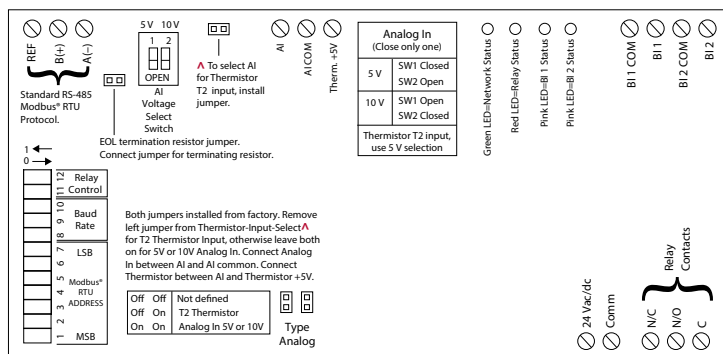 REF
B(+)
A(−)
Standard RS-485
Modbus® RTU
Protocol.
5 V 10 V
1 2
OPEN
AI
Voltage
Select
Switch
^ To select AI
for Thermistor
T2 input, install
jumper.
EOL termination resistor jumper.
Connect jumper for terminating resistor.
AI
AI COM
Therm. +5V
Analog In
(Close only one)
5 V
SW1 Closed
SW2 Open
10 V
SW1 Open
SW2 Closed
Thermistor T2 input,
use 5 V selection
Green LED=Network Status
Red LED=Relay Status
Pink LED=BI 1 Status
Pink LED=BI 2 Status
BI 1 COM
BI 1
BI 2 COM
BI 2
1
0
12
11
Relay
Control
10
9
8
Baud
Rate
7
6
5
4
3
2
1
LSB
Modbus®
RTU
ADDRESS
MSB
Both jumpers installed from factory. Remove
left jumper from Thermistor-Input-Select^
for T2 Thermistor Input, otherwise leave both
on for 5V or 10V Analog In. Connect Analog
In between AI and AI common. Connect
Thermistor between AI and Thermistor +5V.
Off Off Not defined
Off On T2 Thermistor
On On Analog In 5V or 10V
Type
Analog
24 Vac/dc
Comm
Relay
Contacts
N/C
N/O
C